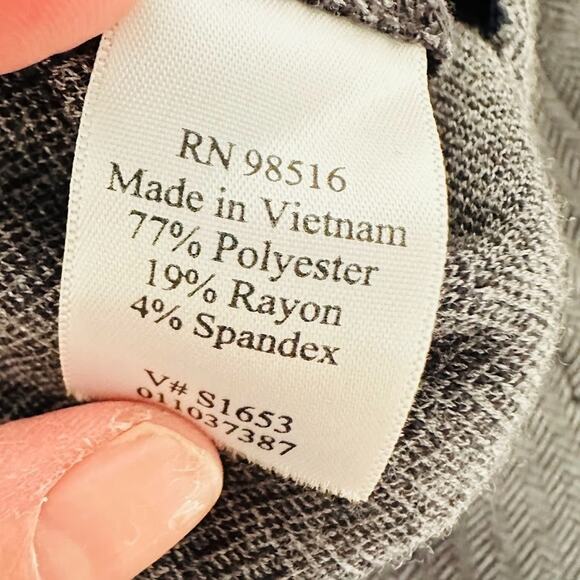 RN 98516
Made in Vietnam
77% Polyester
19% Rayon
4% Spandex
V# S1653
011037387